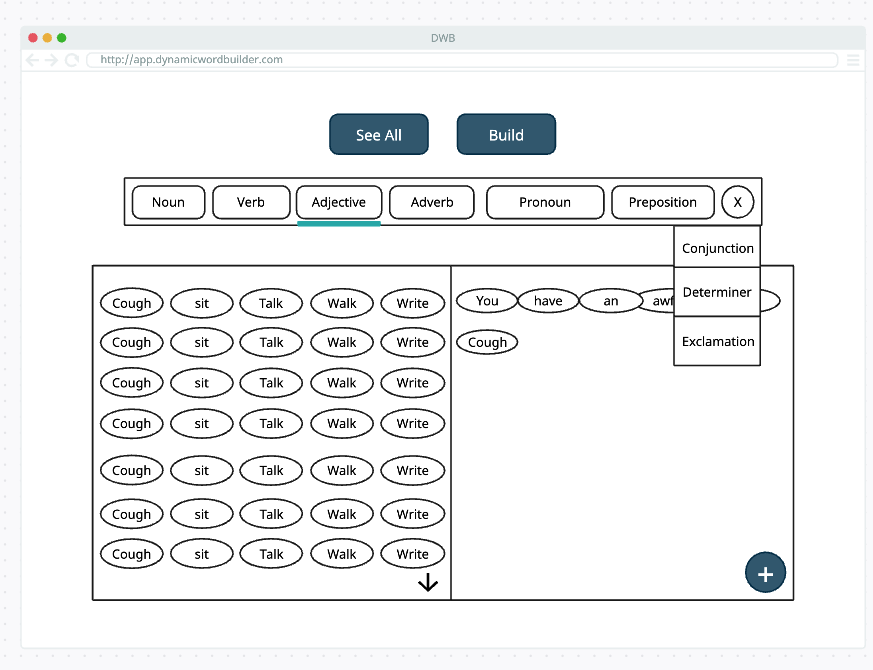 DWB
http://app.dynamicwordbuilder.com
See All Build
Noun Verb Adjective Adverb Pronoun Preposition X
Conjunction
Determiner
Exclamation
Cough sit Talk Walk Write
Cough sit Talk Walk Write
Cough sit Talk Walk Write
Cough sit Talk Walk Write
Cough sit Talk Walk Write
Cough sit Talk Walk Write
Cough sit Talk Walk Write
You have an
Cough
+